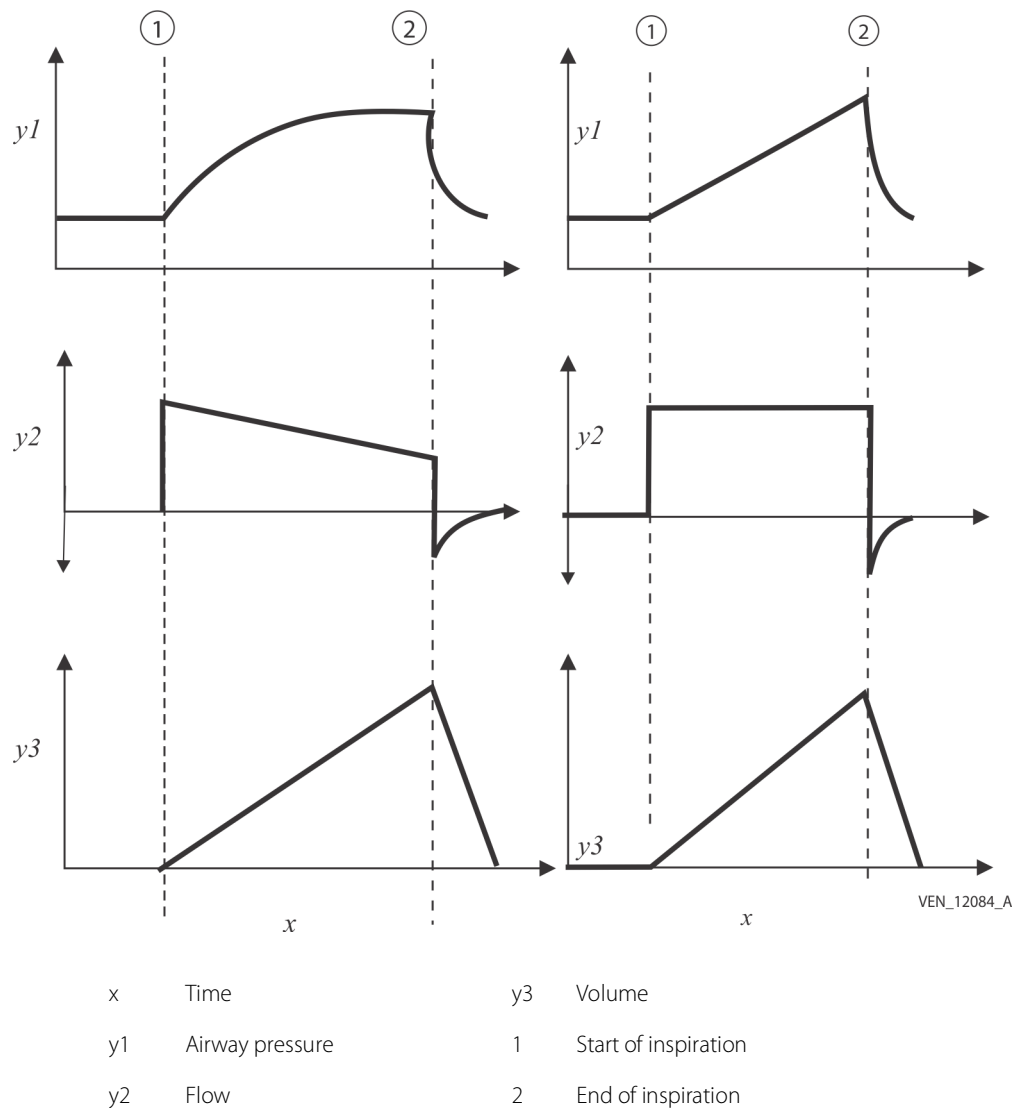 1 2 1 2
y1 y1
y2 y2
y3 y3
VEN_12084_A
x x
x Time y3 Volume
y1 Airway pressure 1 Start of inspiration
y2 Flow 2 End of inspiration